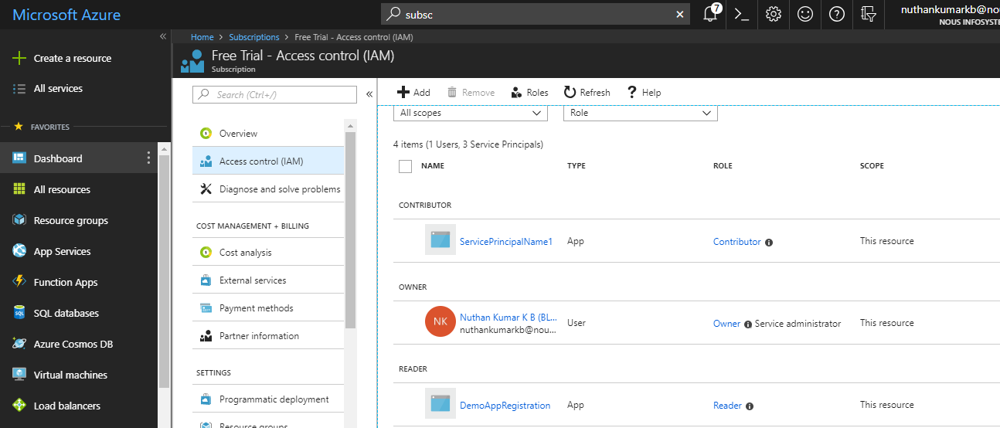 Microsoft Azure
subsc
7
nuthankumarkb@nou
NOUS INFOSYSTE
Create a resource
All services
FAVORITES
Dashboard
All resources
Resource groups
App Services
Function Apps
SQL databases
Azure Cosmos DB
Virtual machines
Load balancers
Home > Subscriptions > Free Trial - Access control (IAM)
Free Trial - Access control (IAM)
Subscription
Search (Ctrl+/)
Overview
Access control (IAM)
Diagnose and solve problems
COST MANAGEMENT + BILLING
Cost analysis
External services
Payment methods
Partner information
SETTINGS
Programmatic deployment
Resource groups
Add Remove Roles Refresh Help
All scopes Role
4 items (1 Users, 3 Service Principals)
NAME TYPE ROLE SCOPE
CONTRIBUTOR
ServicePrincipalName1 App Contributor This resource
OWNER
NK
Nuthan Kumar K B (BL...
nuthankumarkb@nou...
User Owner Service administrator This resource
READER
DemoAppRegistration App Reader This resource